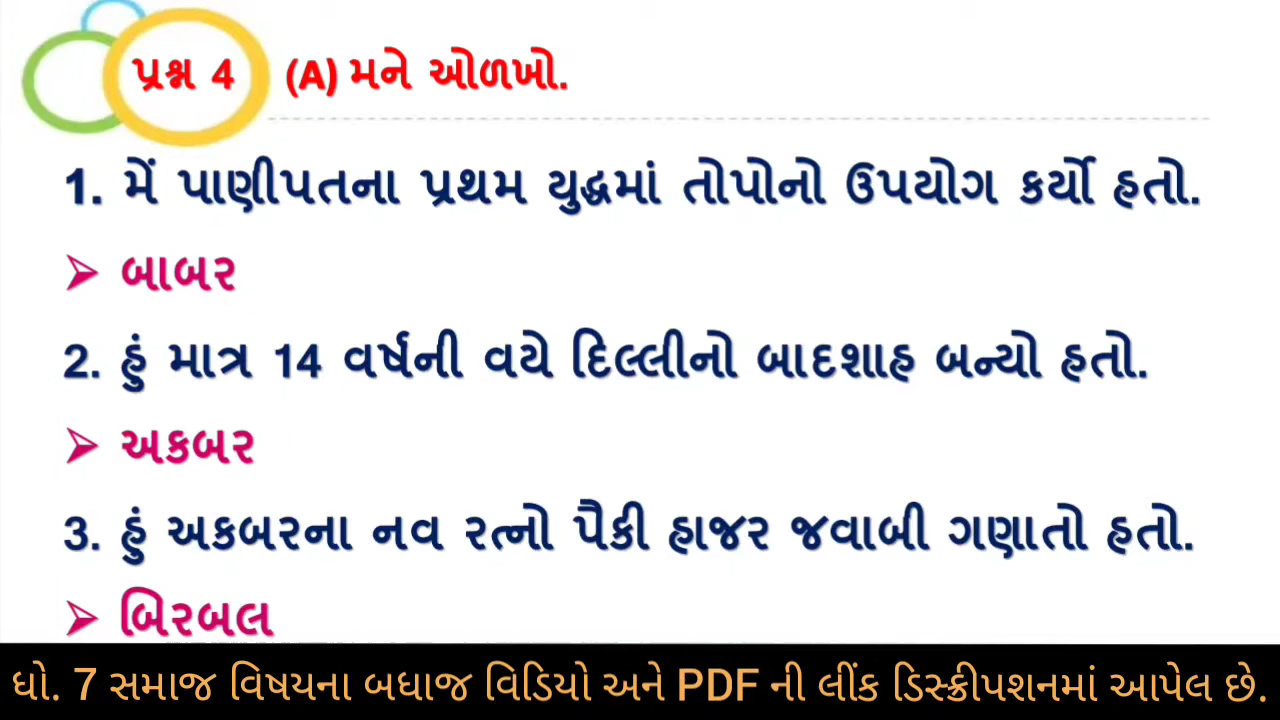 પ્રશ્ન 4 (A) મને ઓળખો.
1. મેં પાણીપતના પ્રથમ યુદ્ધમાં તોપોનો ઉપયોગ કર્યો હતો.
➢ બાબર
2. હું માત્ર 14 વર્ષની વયે દિલ્લીનો બાદશાહ બન્યો હતો.
➢ અકબર
3. હું અકબરના નવ રત્નો પૈકી હાજર જવાબી ગણાતો હતો.
➢ બિરબલ
ધો. 7 સમાજ વિષયના બધાજ વિડિયો અને PDF ની લીંક ડિસ્ક્રીપશનમાં આપેલ છે.